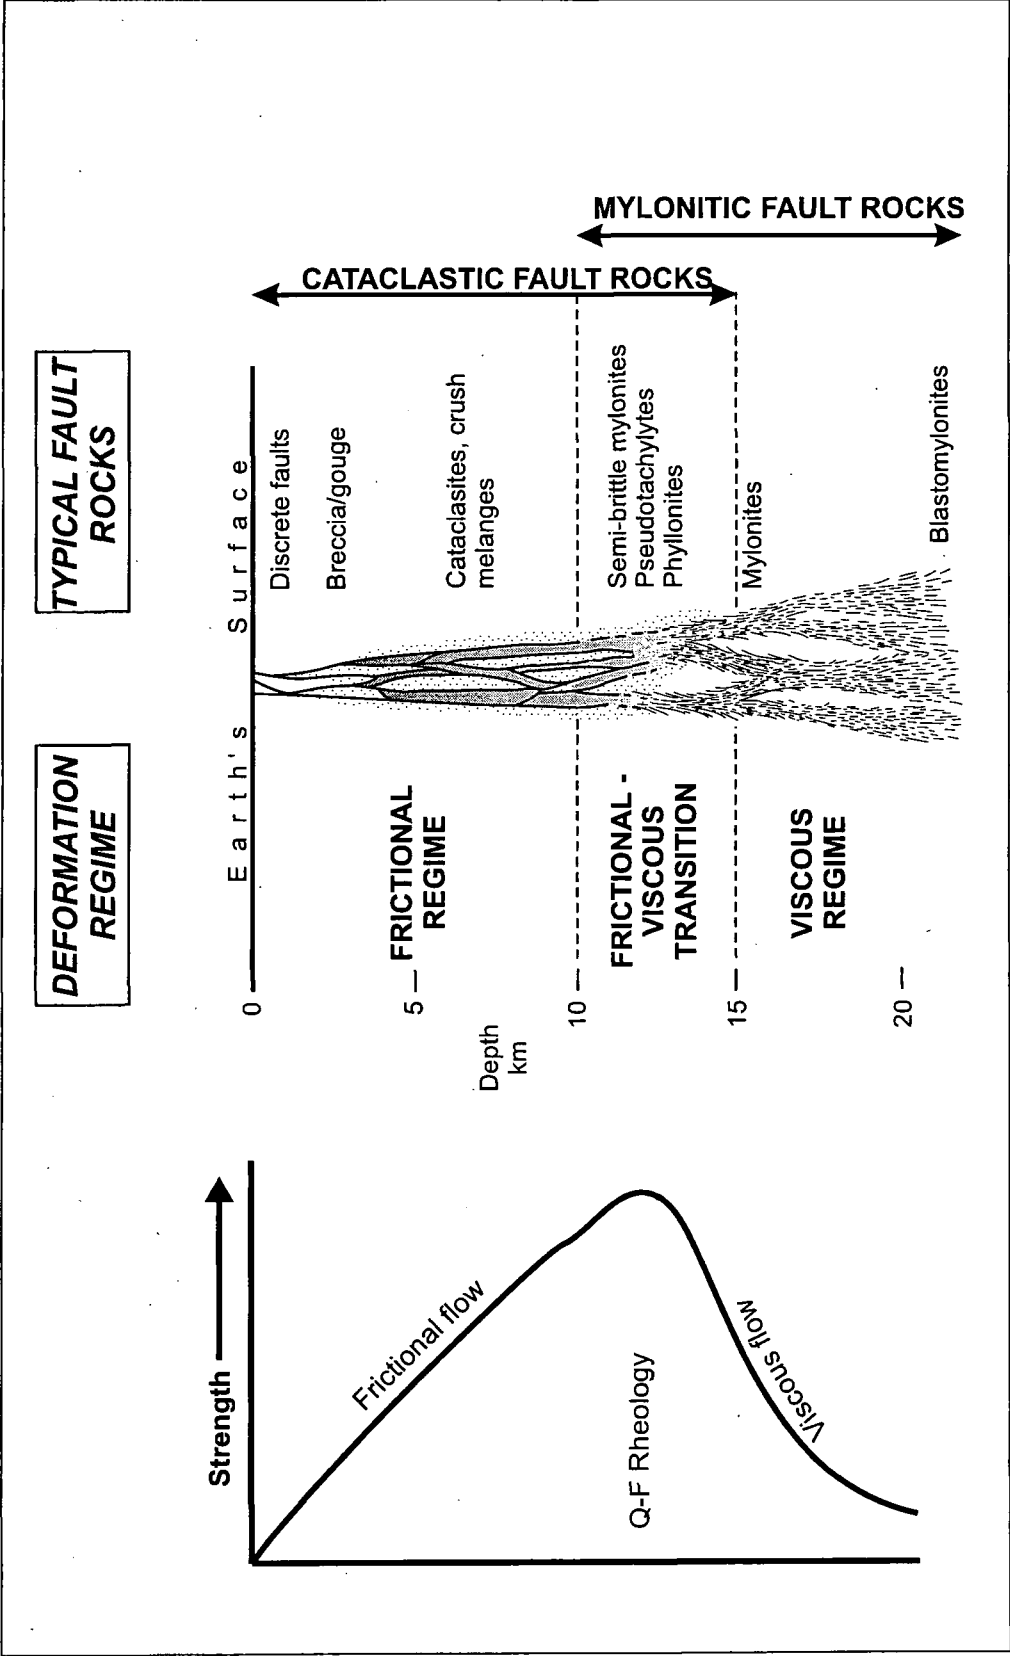 Strength
Frictional flow
Q-F Rheology
Viscous flow
DEFORMATION
REGIME
TYPICAL FAULT
ROCKS
Earth's Surface
Depth
km
0
5
10
15
20
FRICTIONAL
REGIME
FRICTIONAL -
VISCOUS
TRANSITION
VISCOUS
REGIME
Discrete faults
Breccia/gouge
Cataclasites, crush
melanges
Semi-brittle mylonites
Pseudotachylytes
Phyllonites
Mylonites
Blastomylonites
CATACLASTIC FAULT ROCKS
MYLONITIC FAULT ROCKS